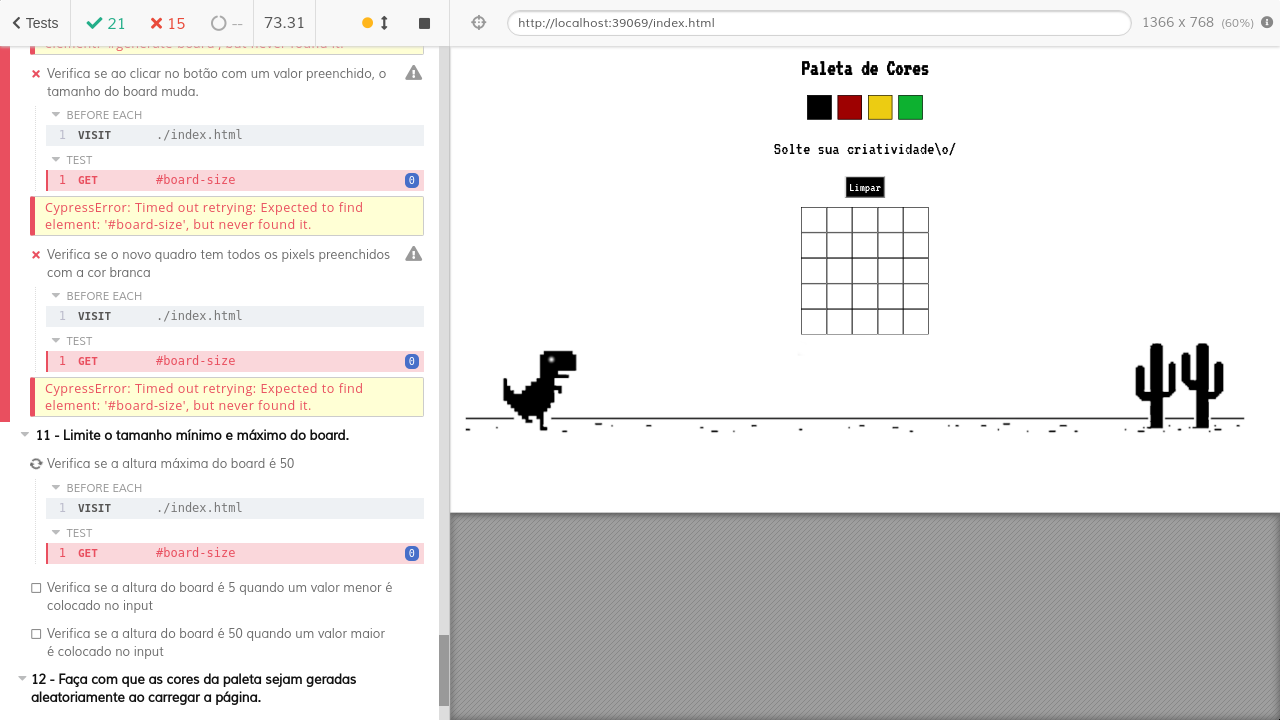 Tests
21
15
--
73.31
http://localhost:39069/index.html
1366 x 768 (60%)
element: '#generate-board', but never found it.
Verifica se ao clicar no botão com um valor preenchido, o
tamanho do board muda.
BEFORE EACH
1 VISIT ./index.html
TEST
1 GET #board-size 0
CypressError: Timed out retrying: Expected to find
element: '#board-size', but never found it.
Verifica se o novo quadro tem todos os pixels preenchidos
com a cor branca
BEFORE EACH
1 VISIT ./index.html
TEST
1 GET #board-size 0
CypressError: Timed out retrying: Expected to find
element: '#board-size', but never found it.
11 - Limite o tamanho mínimo e máximo do board.
Verifica se a altura máxima do board é 50
BEFORE EACH
1 VISIT ./index.html
TEST
1 GET #board-size 0
Verifica se a altura do board é 5 quando um valor menor é
colocado no input
Verifica se a altura do board é 50 quando um valor maior
é colocado no input
12 - Faça com que as cores da paleta sejam geradas
aleatoriamente ao carregar a página.
Paleta de Cores
Solte sua criatividade\o/
Limpar